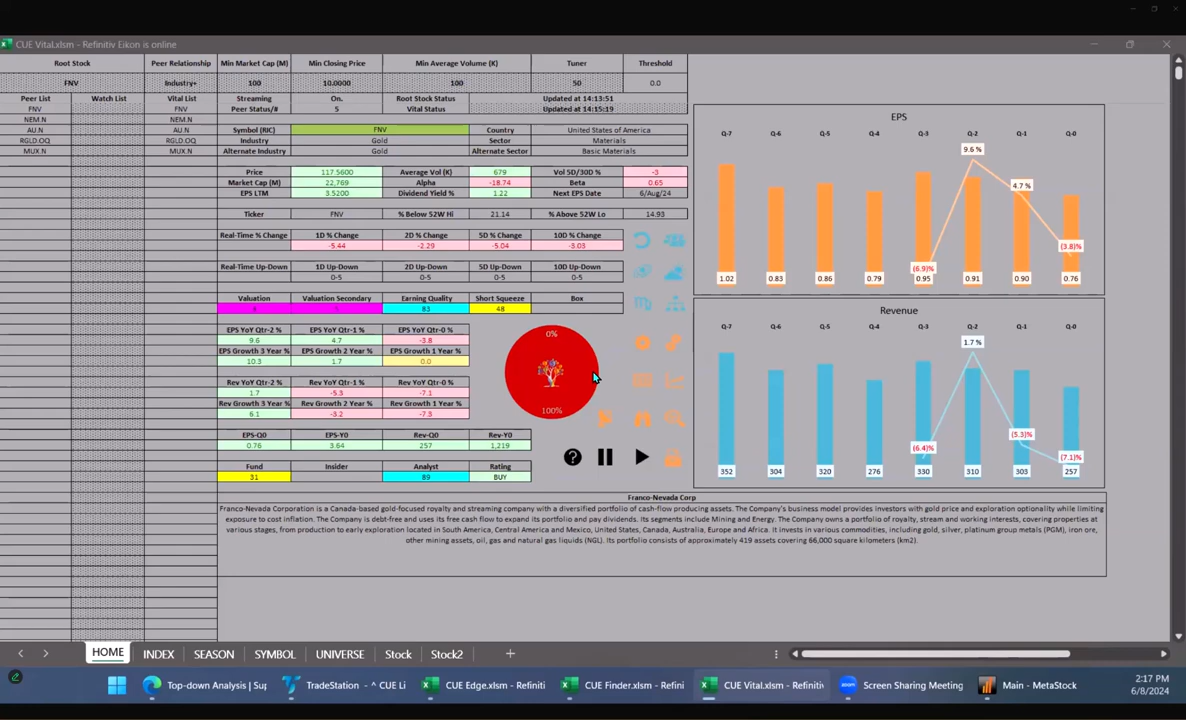 CUE Vital.xlsm - Refinitiv Eikon is online
Root Stock Peer Relationship Min Market Cap (M) Min Closing Price Min Average Volume (K) Tuner Threshold
FNV Industry+ 100 10.0000 100 50 0.0
Peer List Watch List Vital List Streaming On. Root Stock Status Updated at 14:13:51
FNV FNV Peer Status/# 5 Vital Status Updated at 14:15:19
NEM.N NEM.N
AU.N AU.N Symbol (RIC) FNV Country United States of America
RGLD.OQ RGLD.OQ Industry Gold Sector Materials
MUX.N MUX.N Alternate Industry Gold Alternate Sector Basic Materials
Price 117.5600 Average Vol (K) 679 Vol 5D/30D % -3
Market Cap (M) 22,769 Alpha -18.74 Beta 0.65
EPS LTM 3.5200 Dividend Yield % 1.22 Next EPS Date 6/Aug/24
Ticker FNV % Below 52W Hi 21.14 % Above 52W Lo 14.93
Real-Time % Change 1D % Change 2D % Change 5D % Change 10D % Change
-5.44 -2.29 -5.04 -3.03
Real-Time Up-Down 1D Up-Down 2D Up-Down 5D Up-Down 10D Up-Down
0-5 0-5 0-5 0-5
Valuation Valuation Secondary Earning Quality Short Squeeze Box
83 48
EPS YoY Qtr-2 % EPS YoY Qtr-1 % EPS YoY Qtr-0 %
9.6 4.7 -3.8
EPS Growth 3 Year % EPS Growth 2 Year % EPS Growth 1 Year %
10.3 1.7 0.0
Rev YoY Qtr-2 % Rev YoY Qtr-1 % Rev YoY Qtr-0 %
1.7 -5.3 -7.1
Rev Growth 3 Year % Rev Growth 2 Year % Rev Growth 1 Year %
6.1 -3.2 -7.3
EPS-Q0 EPS-Y0 Rev-Q0 Rev-Y0
0.76 3.64 257 1,219
Fund Insider Analyst Rating
31 89 BUY
0%
100%
EPS
Q-7 Q-6 Q-5 Q-4 Q-3 Q-2 Q-1 Q-0
9.6 %
4.7 %
(3.8)%
(6.9)%
1.02 0.83 0.86 0.79 0.95 0.91 0.90 0.76
Revenue
Q-7 Q-6 Q-5 Q-4 Q-3 Q-2 Q-1 Q-0
1.7 %
(5.3)%
(6.4)%
(7.1)%
352 304 320 276 330 310 303 257
Franco-Nevada Corp
Franco-Nevada Corporation is a Canada-based gold-focused royalty and streaming company with a diversified portfolio of cash-flow producing assets. The Company's business model provides investors with gold price and exploration optionality while limiting
exposure to cost inflation. The Company is debt-free and uses its free cash flow to expand its portfolio and pay dividends. Its segments include Mining and Energy. The Company owns a portfolio of royalty, stream and working interests, covering properties at
various stages, from production to early exploration located in South America, Central America and Mexico, United States, Canada, Australia, Europe and Africa. It invests in various commodities, including gold, silver, platinum group metals (PGM), iron ore,
other mining assets, oil, gas and natural gas liquids (NGL). Its portfolio consists of approximately 419 assets covering 66,000 square kilometers (km2).
HOME INDEX SEASON SYMBOL UNIVERSE Stock Stock2
Top-down Analysis | Sup TradeStation - ^ CUE Li CUE Edge.xlsm - Refiniti CUE Finder.xlsm - Refin CUE Vital.xlsm - Refiniti Screen Sharing Meeting Main - MetaStock
2:17 PM
6/8/2024